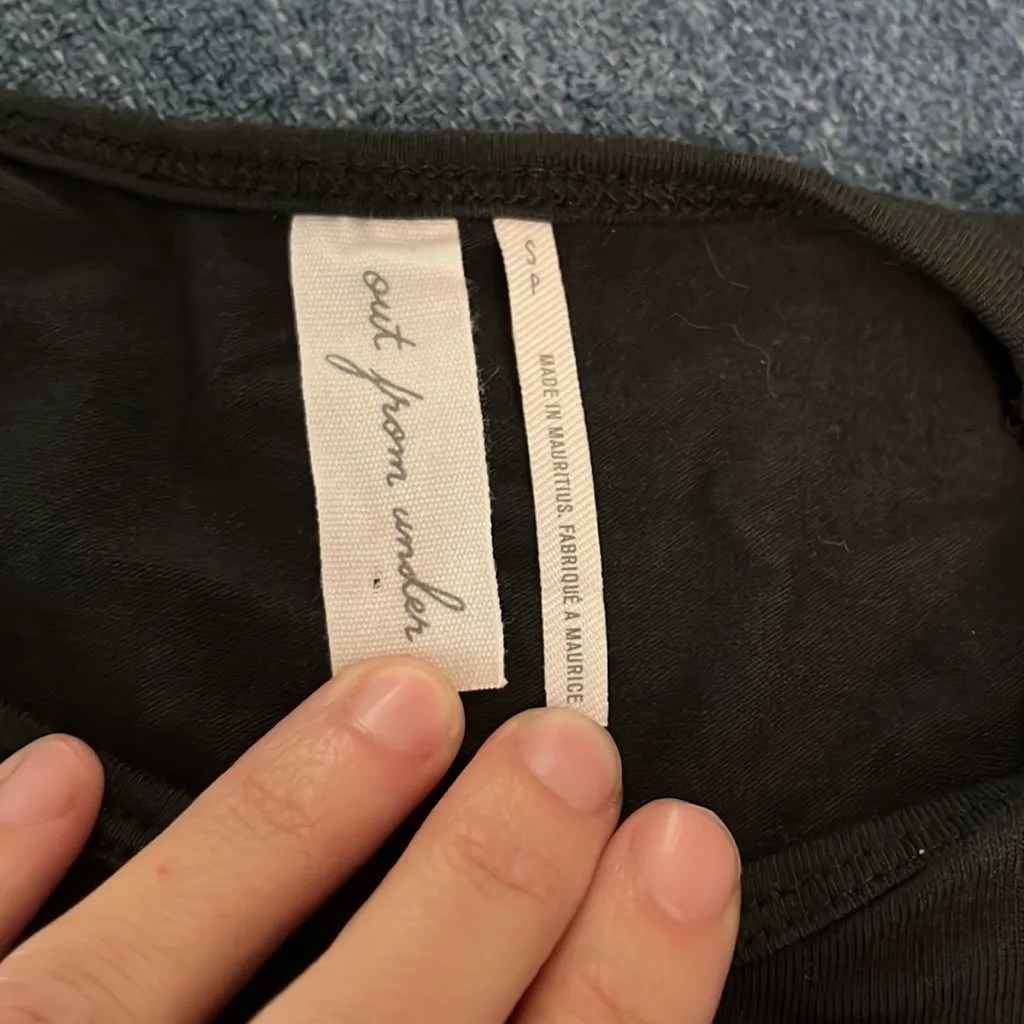 out from under
S P
MADE IN MAURITIUS. FABRIQUÉ A MAURICE